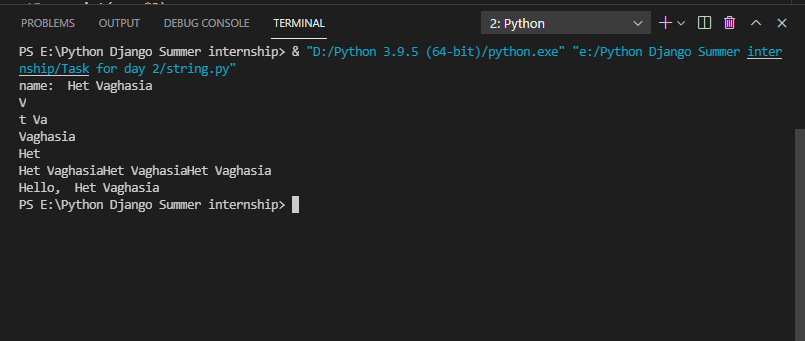 PROBLEMS OUTPUT DEBUG CONSOLE TERMINAL 2: Python
PS E:\Python Django Summer internship> & "D:/Python 3.9.5 (64-bit)/python.exe" "e:/Python Django Summer inter
nship/Task for day 2/string.py"
name:  Het Vaghasia
V
t Va
Vaghasia
Het
Het VaghasiaHet VaghasiaHet Vaghasia
Hello,  Het Vaghasia
PS E:\Python Django Summer internship>